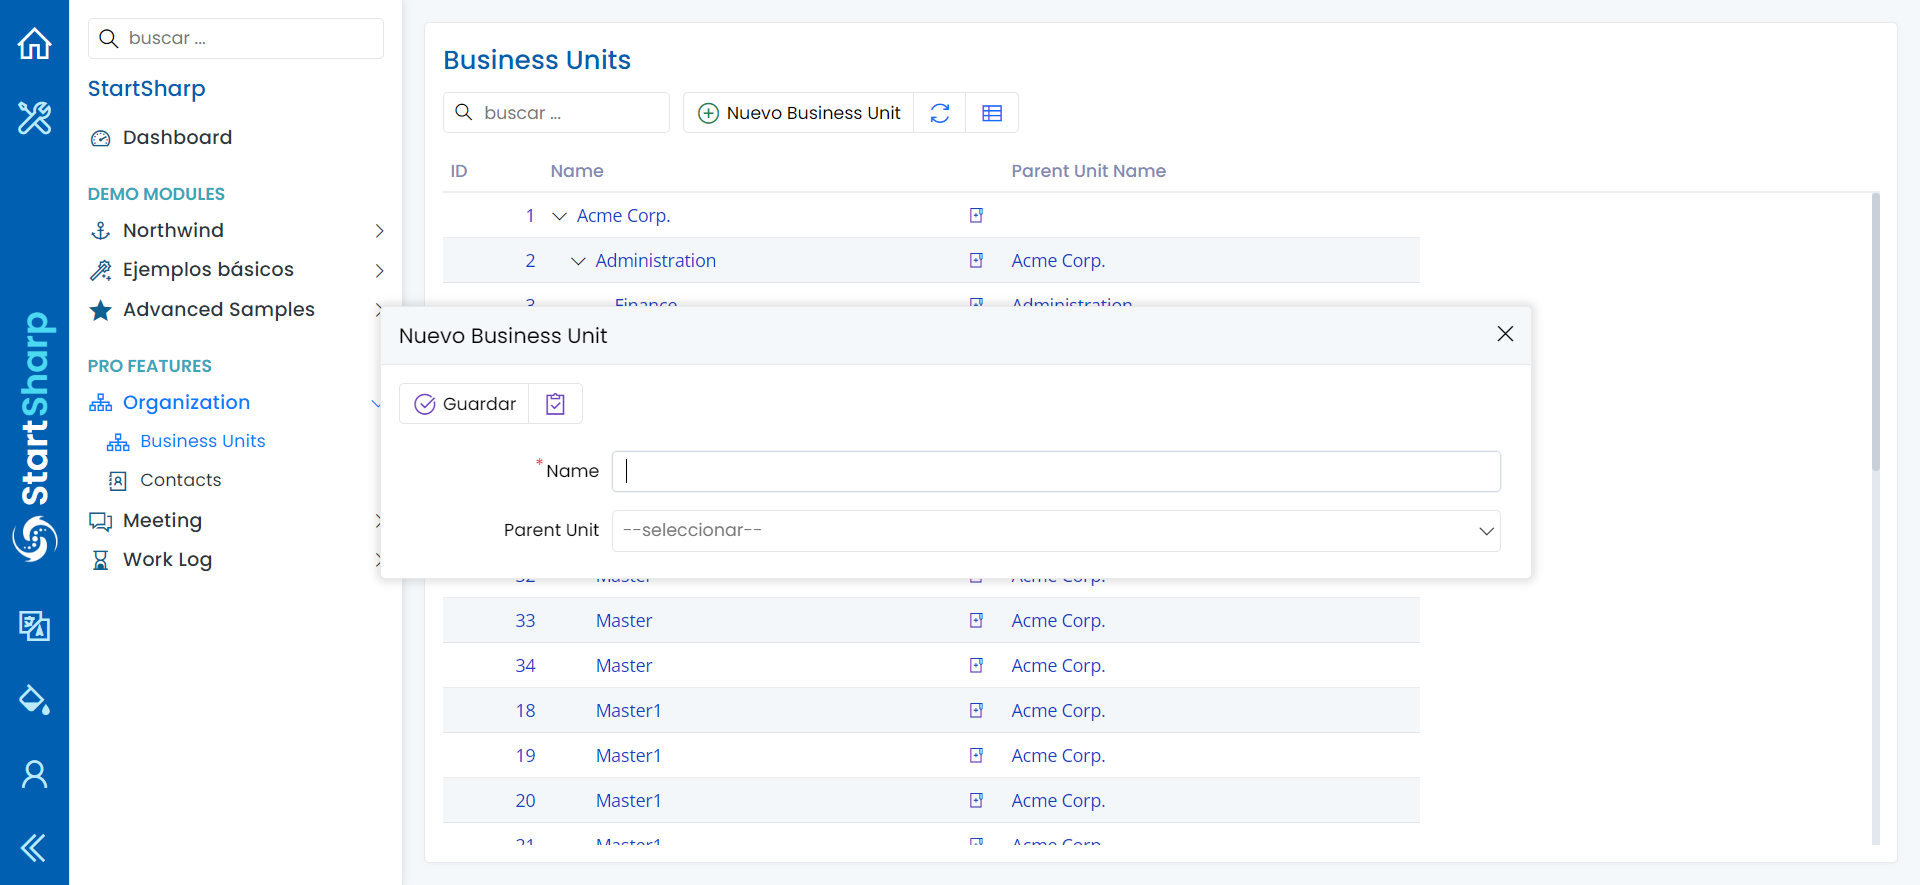 StartSharp
buscar ...
StartSharp
Dashboard
DEMO MODULES
Northwind
Ejemplos básicos
Advanced Samples
PRO FEATURES
Organization
Business Units
Contacts
Meeting
Work Log
Business Units
buscar ...
Nuevo Business Unit
ID Name Parent Unit Name
1 Acme Corp.
2 Administration Acme Corp.
3 Finance Administration
Nuevo Business Unit
Guardar
* Name
Parent Unit --seleccionar--
32 Master Acme Corp.
33 Master Acme Corp.
34 Master Acme Corp.
18 Master1 Acme Corp.
19 Master1 Acme Corp.
20 Master1 Acme Corp.
21 Master1 Acme Corp.